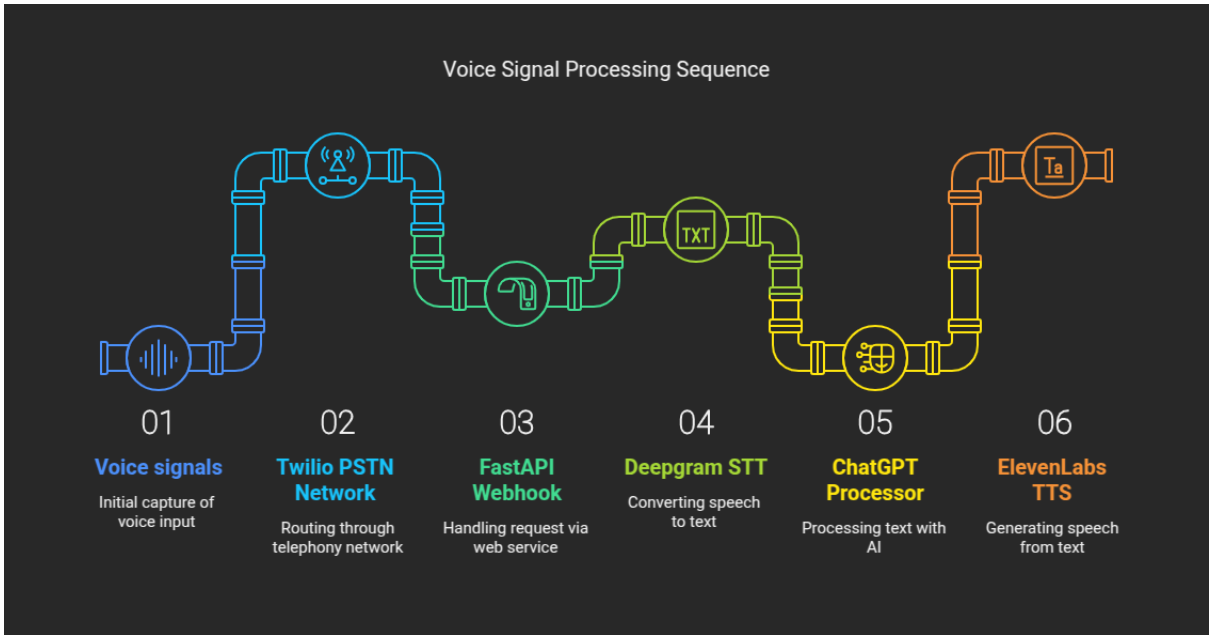 Voice Signal Processing Sequence
TXT
Ta
01
Voice signals
Initial capture of
voice input
02
Twilio PSTN
Network
Routing through
telephony network
03
FastAPI
Webhook
Handling request via
web service
04
Deepgram STT
Converting speech
to text
05
ChatGPT
Processor
Processing text with
AI
06
ElevenLabs
TTS
Generating speech
from text